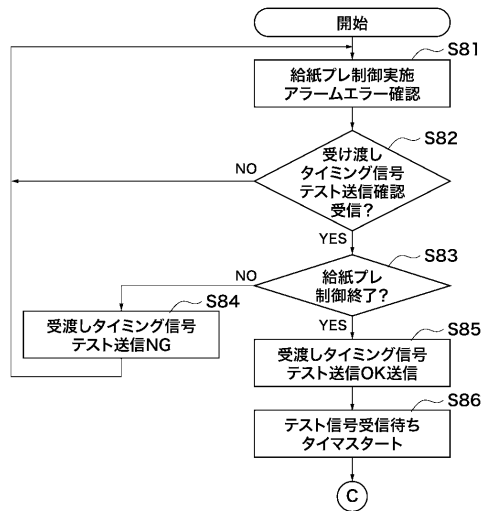 開始
S81
給紙プレ制御実施
アラームエラー確認
S82
受け渡し
タイミング信号
テスト送信確認
受信？
NO
YES
S83
給紙プレ
制御終了？
NO
YES
S84
受渡しタイミング信号
テスト送信NG
S85
受渡しタイミング信号
テスト送信OK送信
S86
テスト信号受信待ち
タイマスタート
C